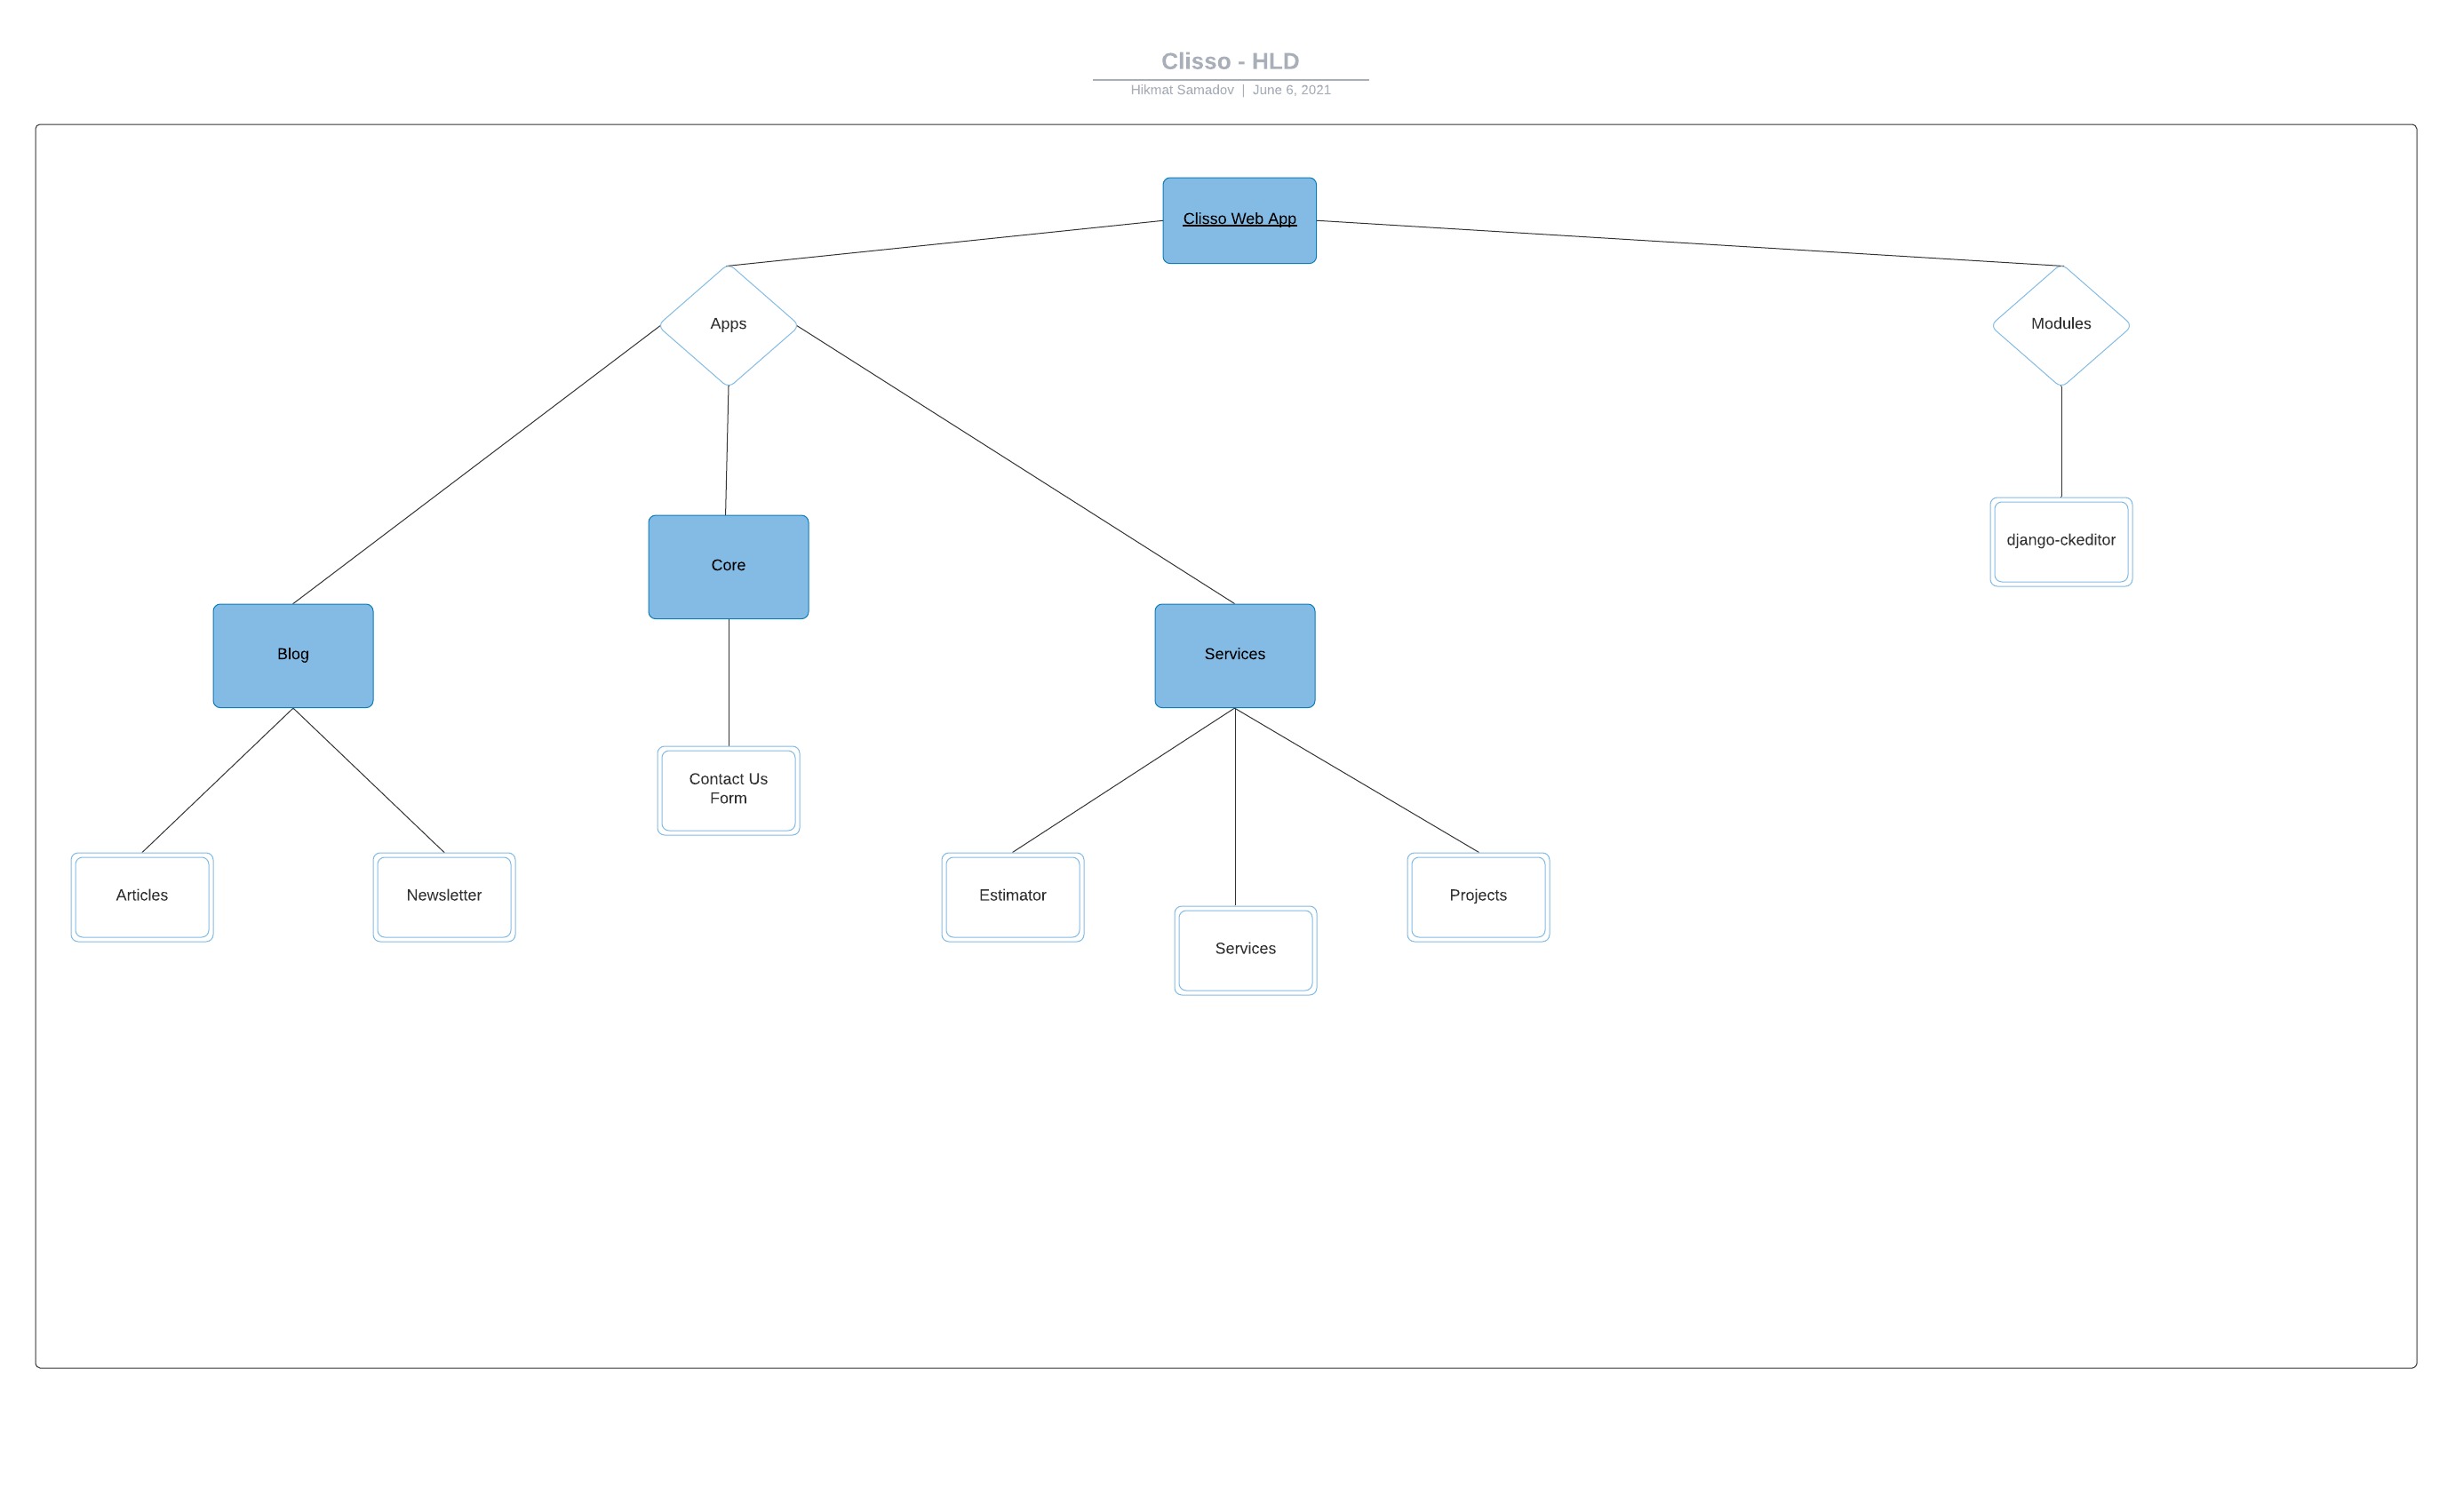 Clisso - HLD
Hikmat Samadov | June 6, 2021
Clisso Web App
Apps
Modules
django-ckeditor
Core
Blog
Services
Contact Us
Form
Articles
Newsletter
Estimator
Projects
Services